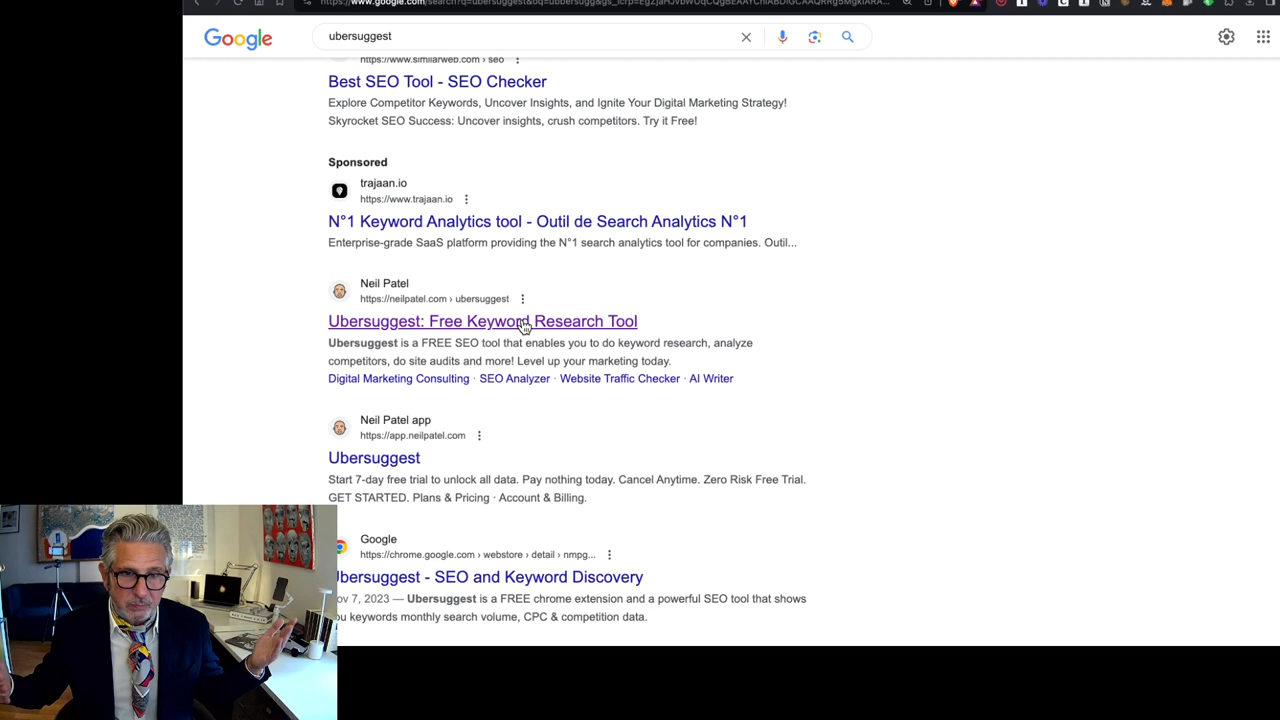 Google
ubersuggest
https://www.similarweb.com › seo
Best SEO Tool - SEO Checker
Explore Competitor Keywords, Uncover Insights, and Ignite Your Digital Marketing Strategy!
Skyrocket SEO Success: Uncover insights, crush competitors. Try it Free!
Sponsored
trajaan.io
https://www.trajaan.io
N°1 Keyword Analytics tool - Outil de Search Analytics N°1
Enterprise-grade SaaS platform providing the N°1 search analytics tool for companies. Outil...
Neil Patel
https://neilpatel.com › ubersuggest
Ubersuggest: Free Keyword Research Tool
Ubersuggest is a FREE SEO tool that enables you to do keyword research, analyze
competitors, do site audits and more! Level up your marketing today.
Digital Marketing Consulting · SEO Analyzer · Website Traffic Checker · AI Writer
Neil Patel app
https://app.neilpatel.com
Ubersuggest
Start 7-day free trial to unlock all data. Pay nothing today. Cancel Anytime. Zero Risk Free Trial.
GET STARTED. Plans & Pricing · Account & Billing.
Google
https://chrome.google.com › webstore › detail › nmpg...
Ubersuggest - SEO and Keyword Discovery
ov 7, 2023 — Ubersuggest is a FREE chrome extension and a powerful SEO tool that shows
ou keywords monthly search volume, CPC & competition data.